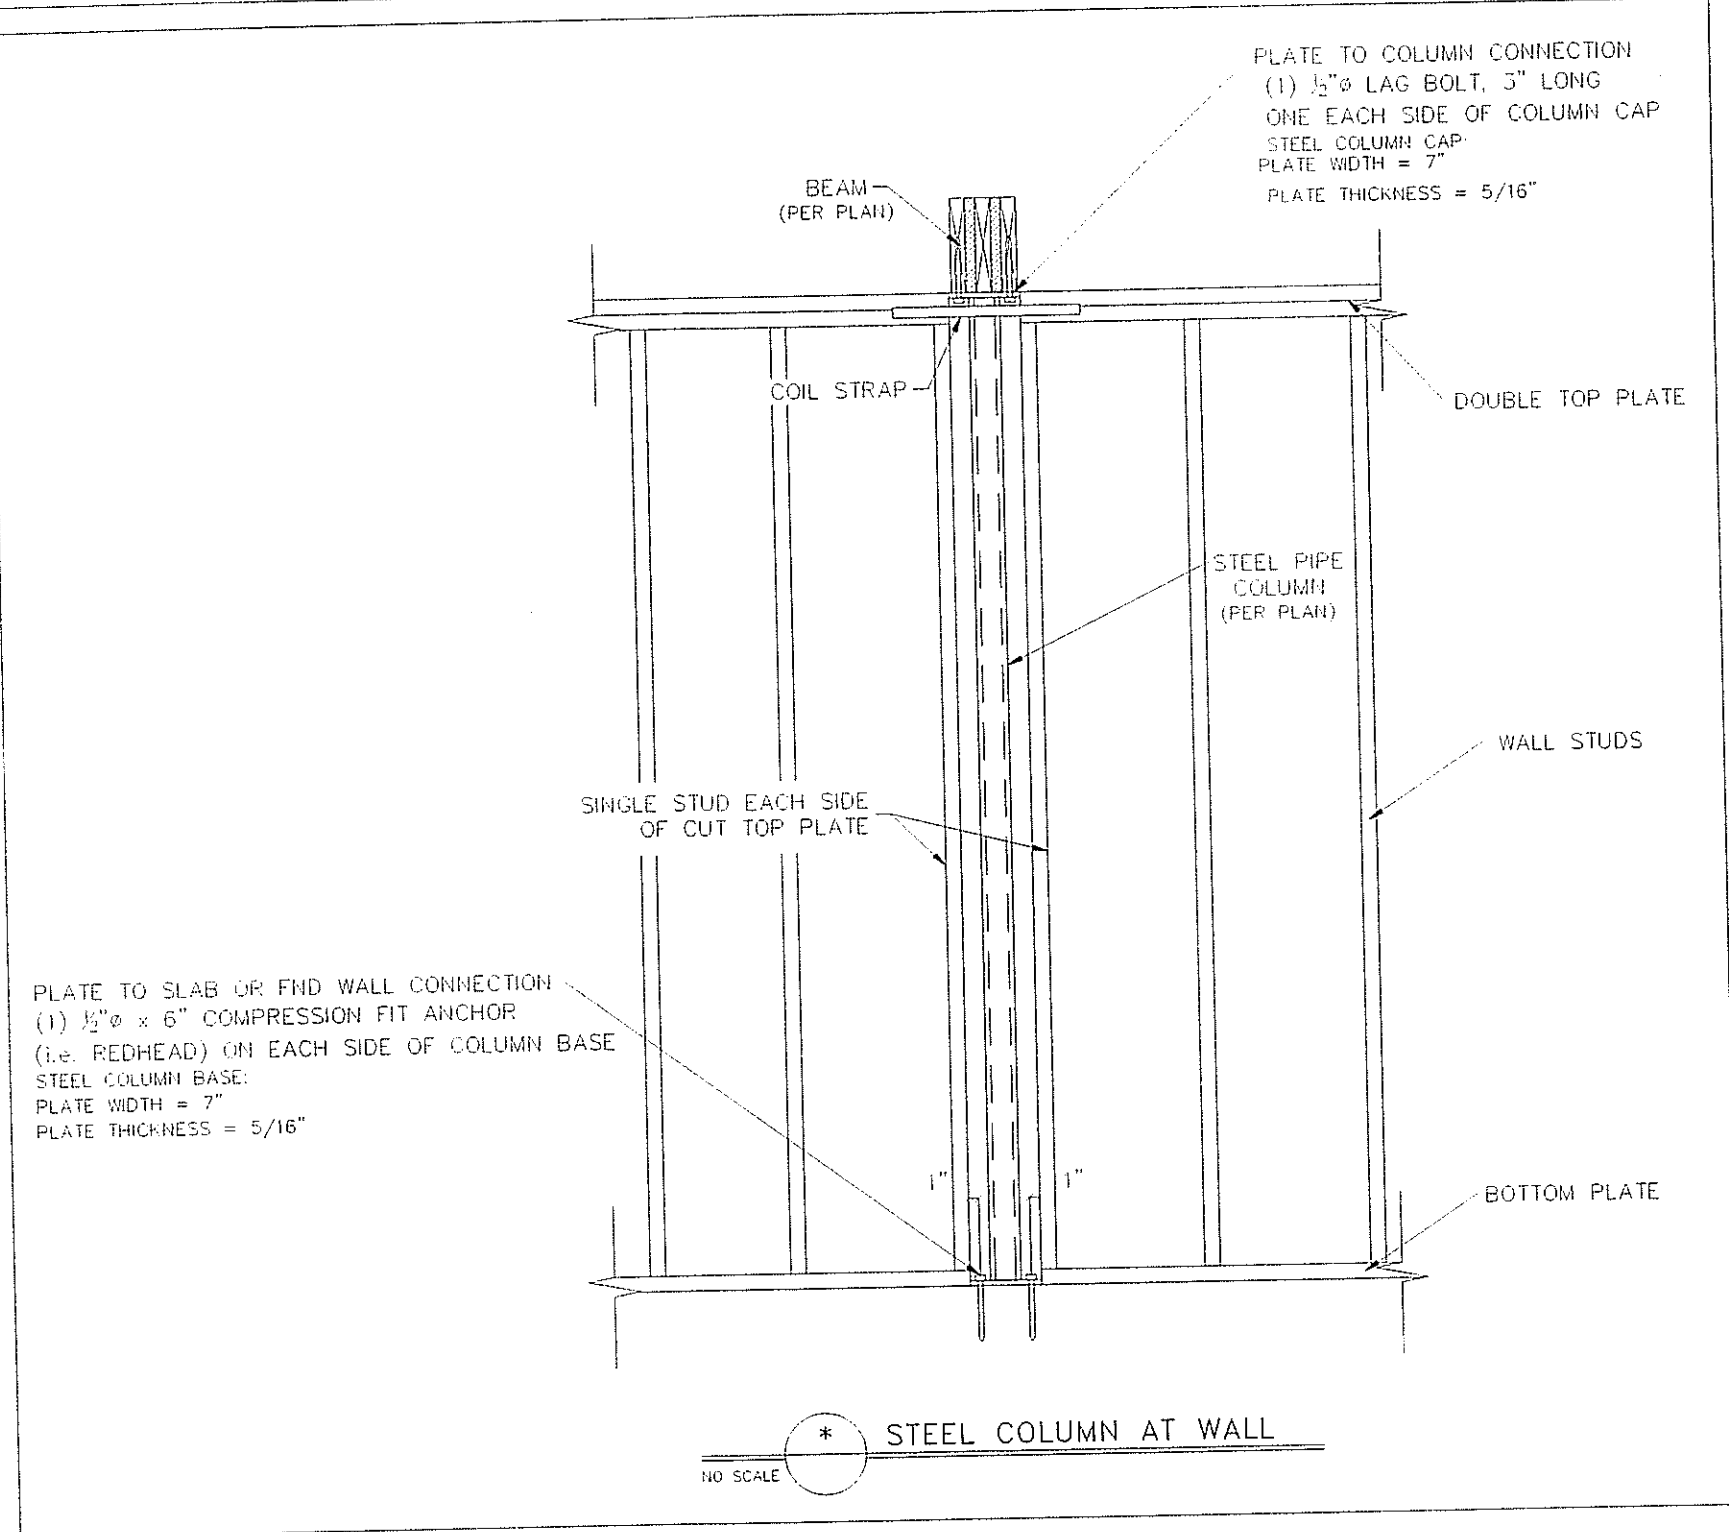 PLATE TO COLUMN CONNECTION
(1) ½"ø LAG BOLT, 3" LONG
ONE EACH SIDE OF COLUMN CAP
STEEL COLUMN CAP:
PLATE WIDTH = 7"
PLATE THICKNESS = 5/16"
BEAM
(PER PLAN)
COIL STRAP
DOUBLE TOP PLATE
STEEL PIPE
COLUMN
(PER PLAN)
WALL STUDS
SINGLE STUD EACH SIDE
OF CUT TOP PLATE
PLATE TO SLAB OR FND WALL CONNECTION
(1) ½"ø x 6" COMPRESSION FIT ANCHOR
(i.e. REDHEAD) ON EACH SIDE OF COLUMN BASE
STEEL COLUMN BASE:
PLATE WIDTH = 7"
PLATE THICKNESS = 5/16"
1" 1"
BOTTOM PLATE
* STEEL COLUMN AT WALL
NO SCALE